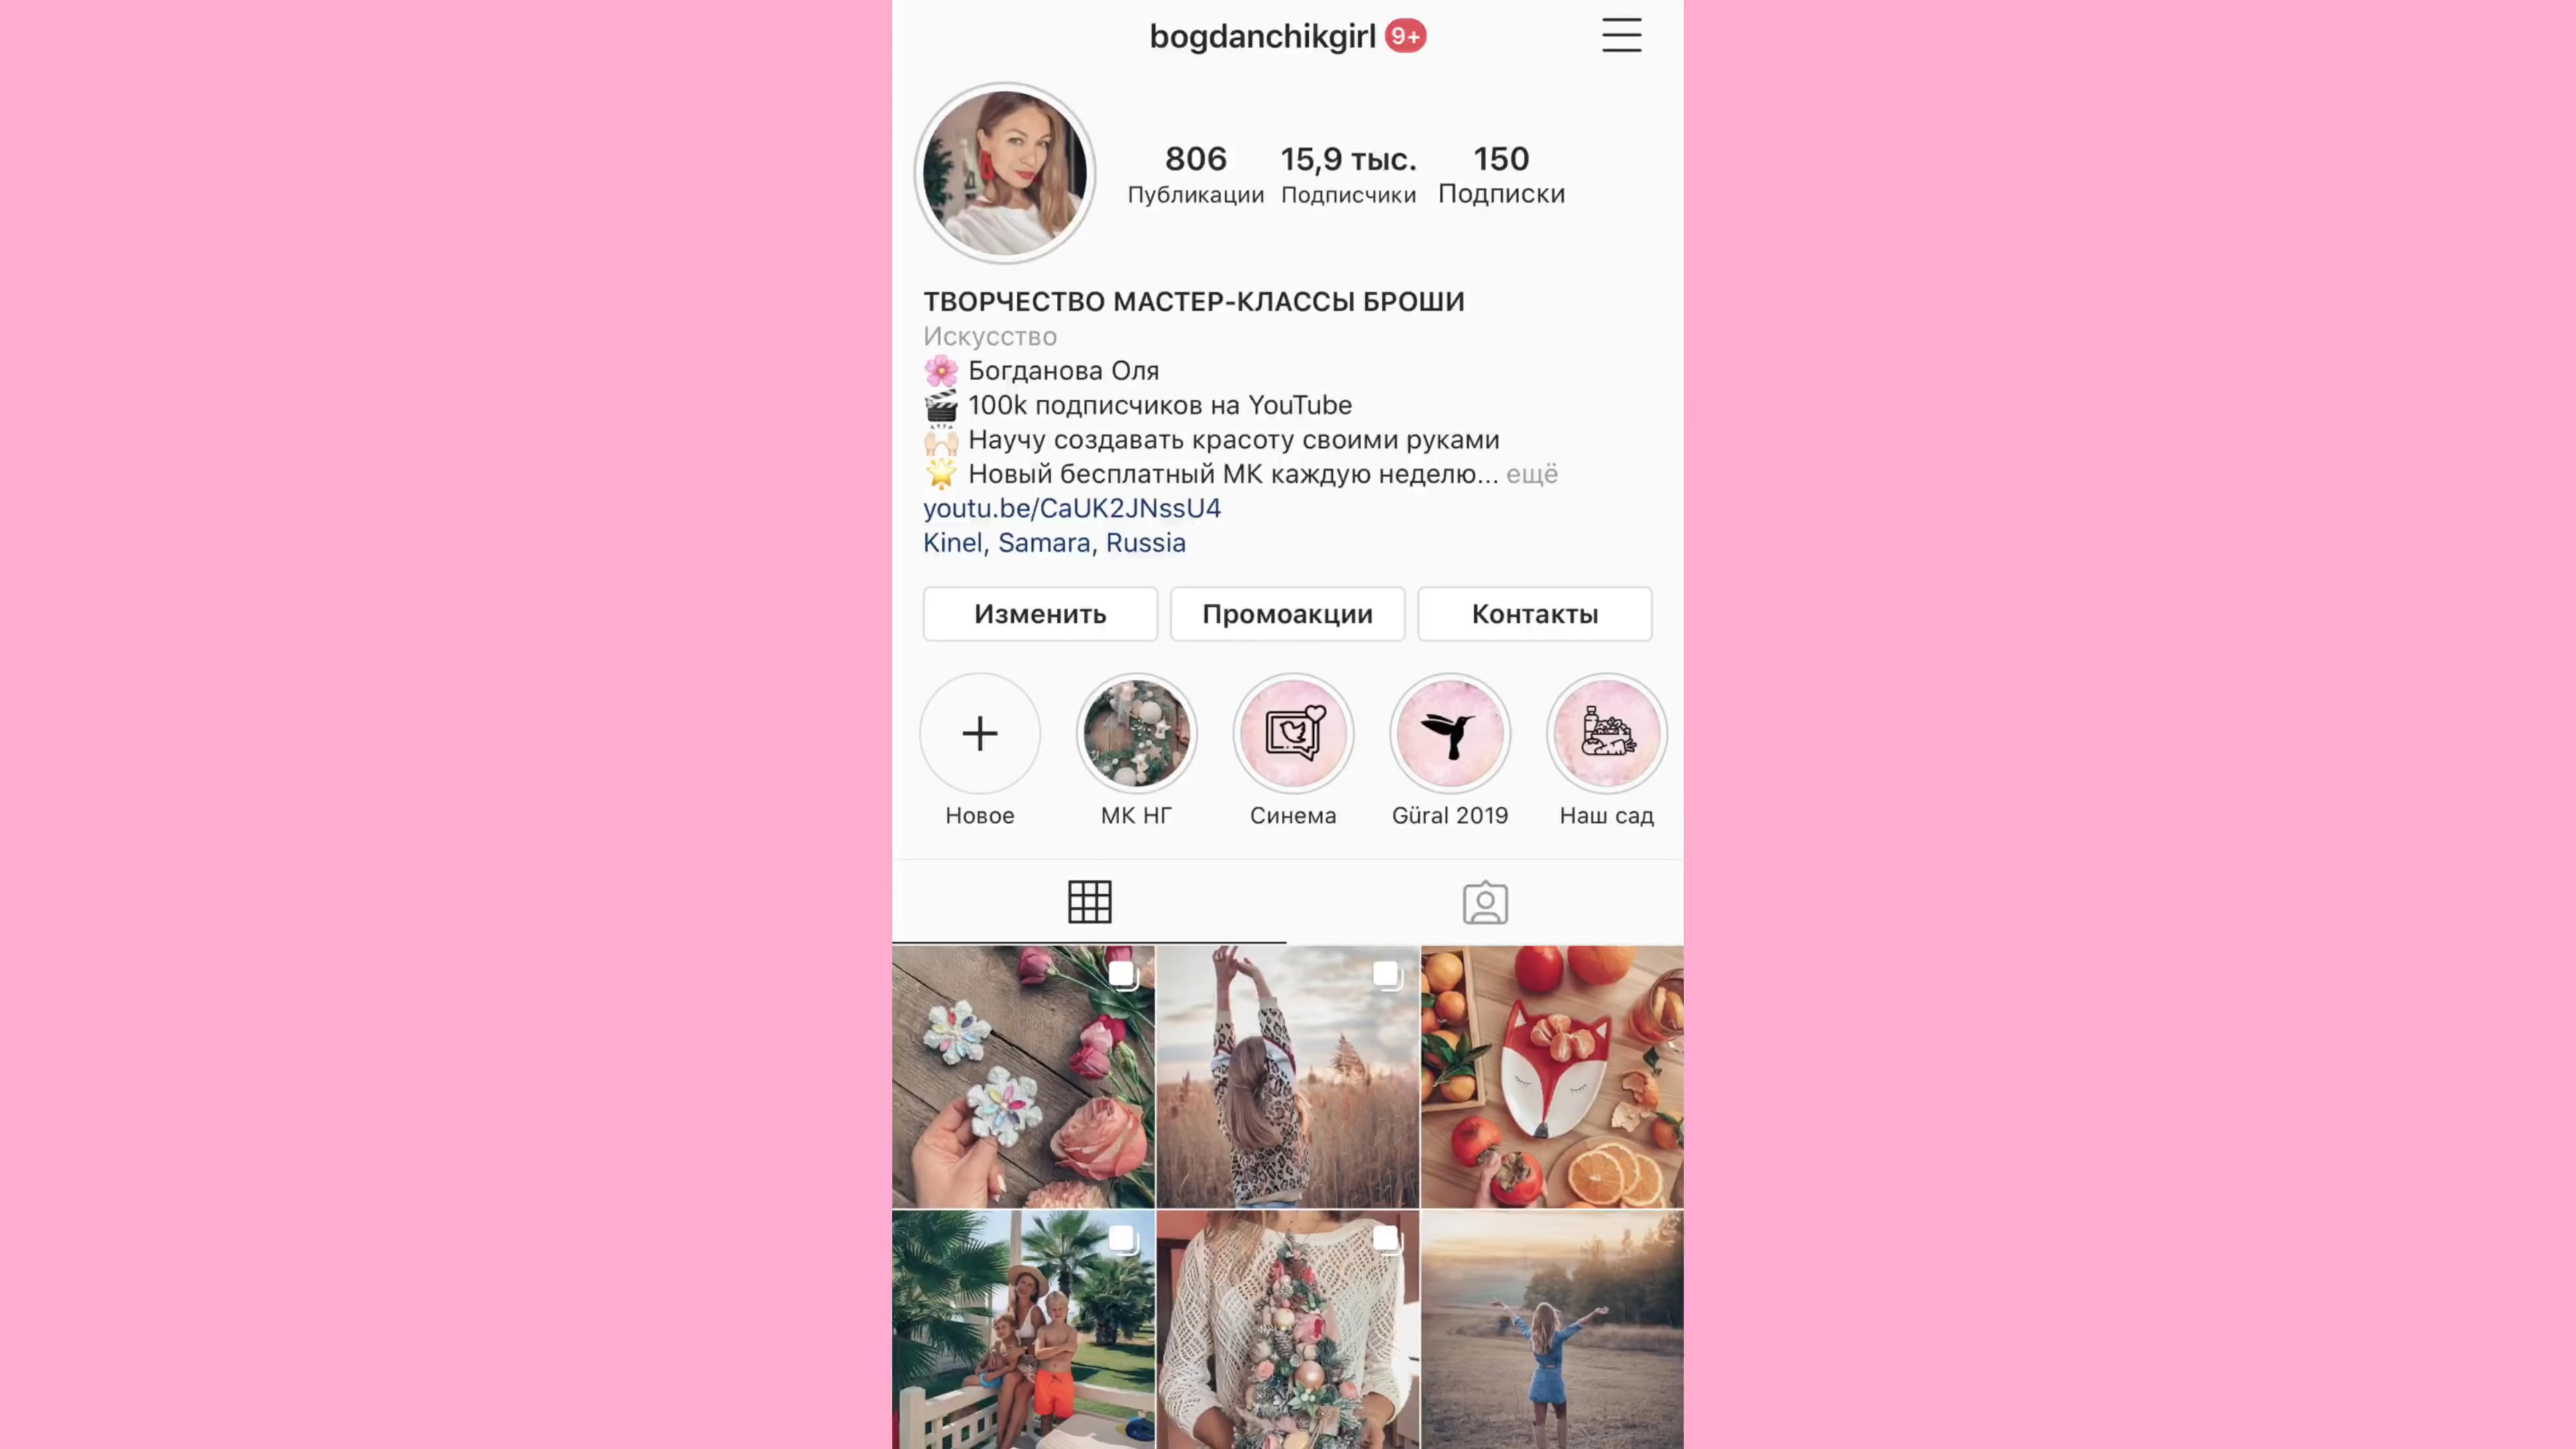 bogdanchikgirl 9+
806 15,9 тыс. 150
Публикации Подписчики Подписки
ТВОРЧЕСТВО МАСТЕР-КЛАССЫ БРОШИ
Искусство
Богданова Оля
100k подписчиков на YouTube
Научу создавать красоту своими руками
Новый бесплатный МК каждую неделю... ещё
youtu.be/CaUK2JNssU4
Kinel, Samara, Russia
Изменить Промоакции Контакты
Новое МК НГ Синема Güral 2019 Наш сад